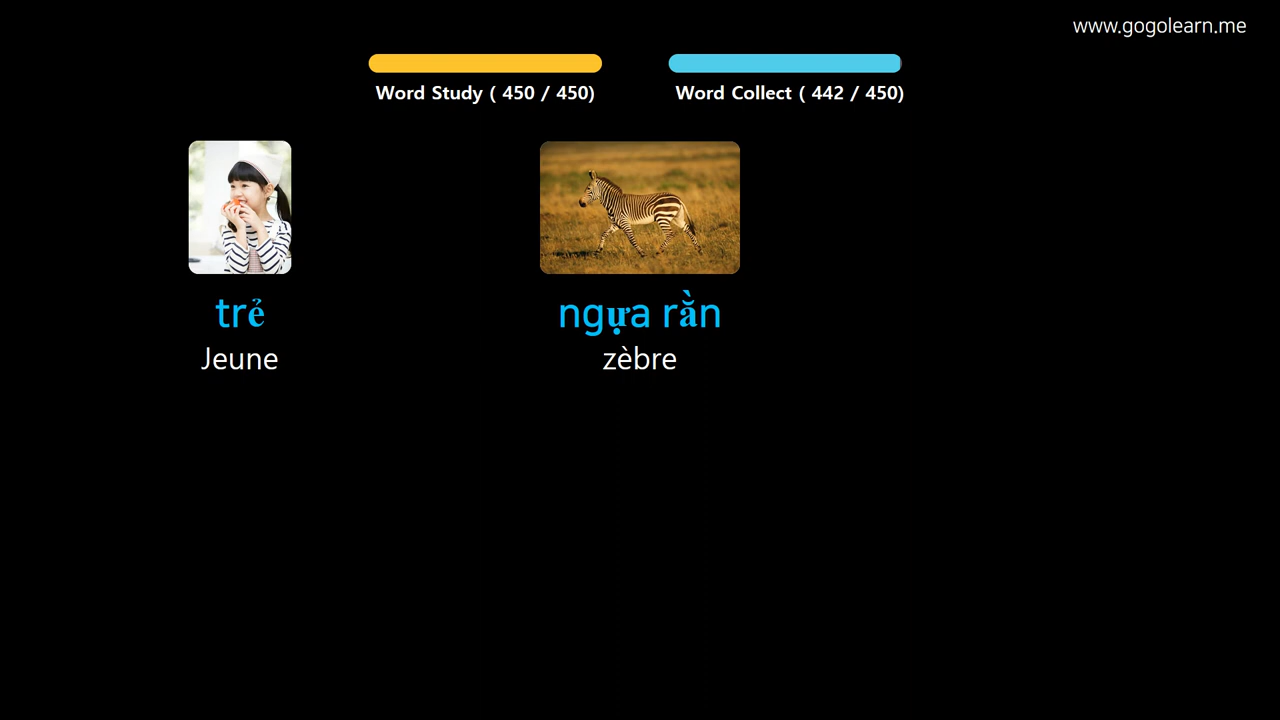 www.gogolearn.me
Word Study ( 450 / 450)
Word Collect ( 442 / 450)
trẻ
Jeune
ngựa rằn
zèbre